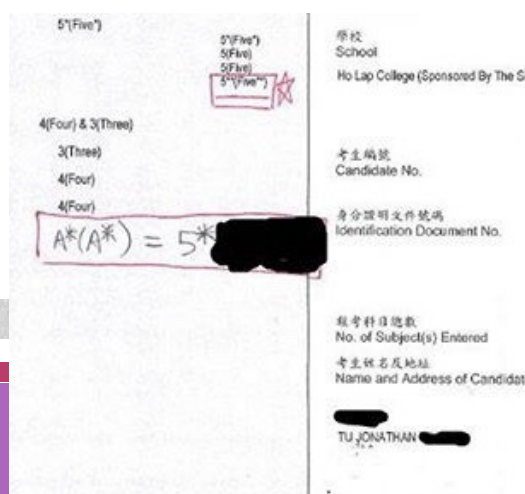 5*(Five*)
5*(Five*)
5(Five)
5(Five)
5**(Five**)
4(Four) & 3(Three)
3(Three)
4(Four)
4(Four)
A*(A*) = 5*
學校
School
Ho Lap College (Sponsored By The S
考生編號
Candidate No.
身分證明文件號碼
Identification Document No.
報考科目總數
No. of Subject(s) Entered
考生姓名及地址
Name and Address of Candidat
TU JONATHAN